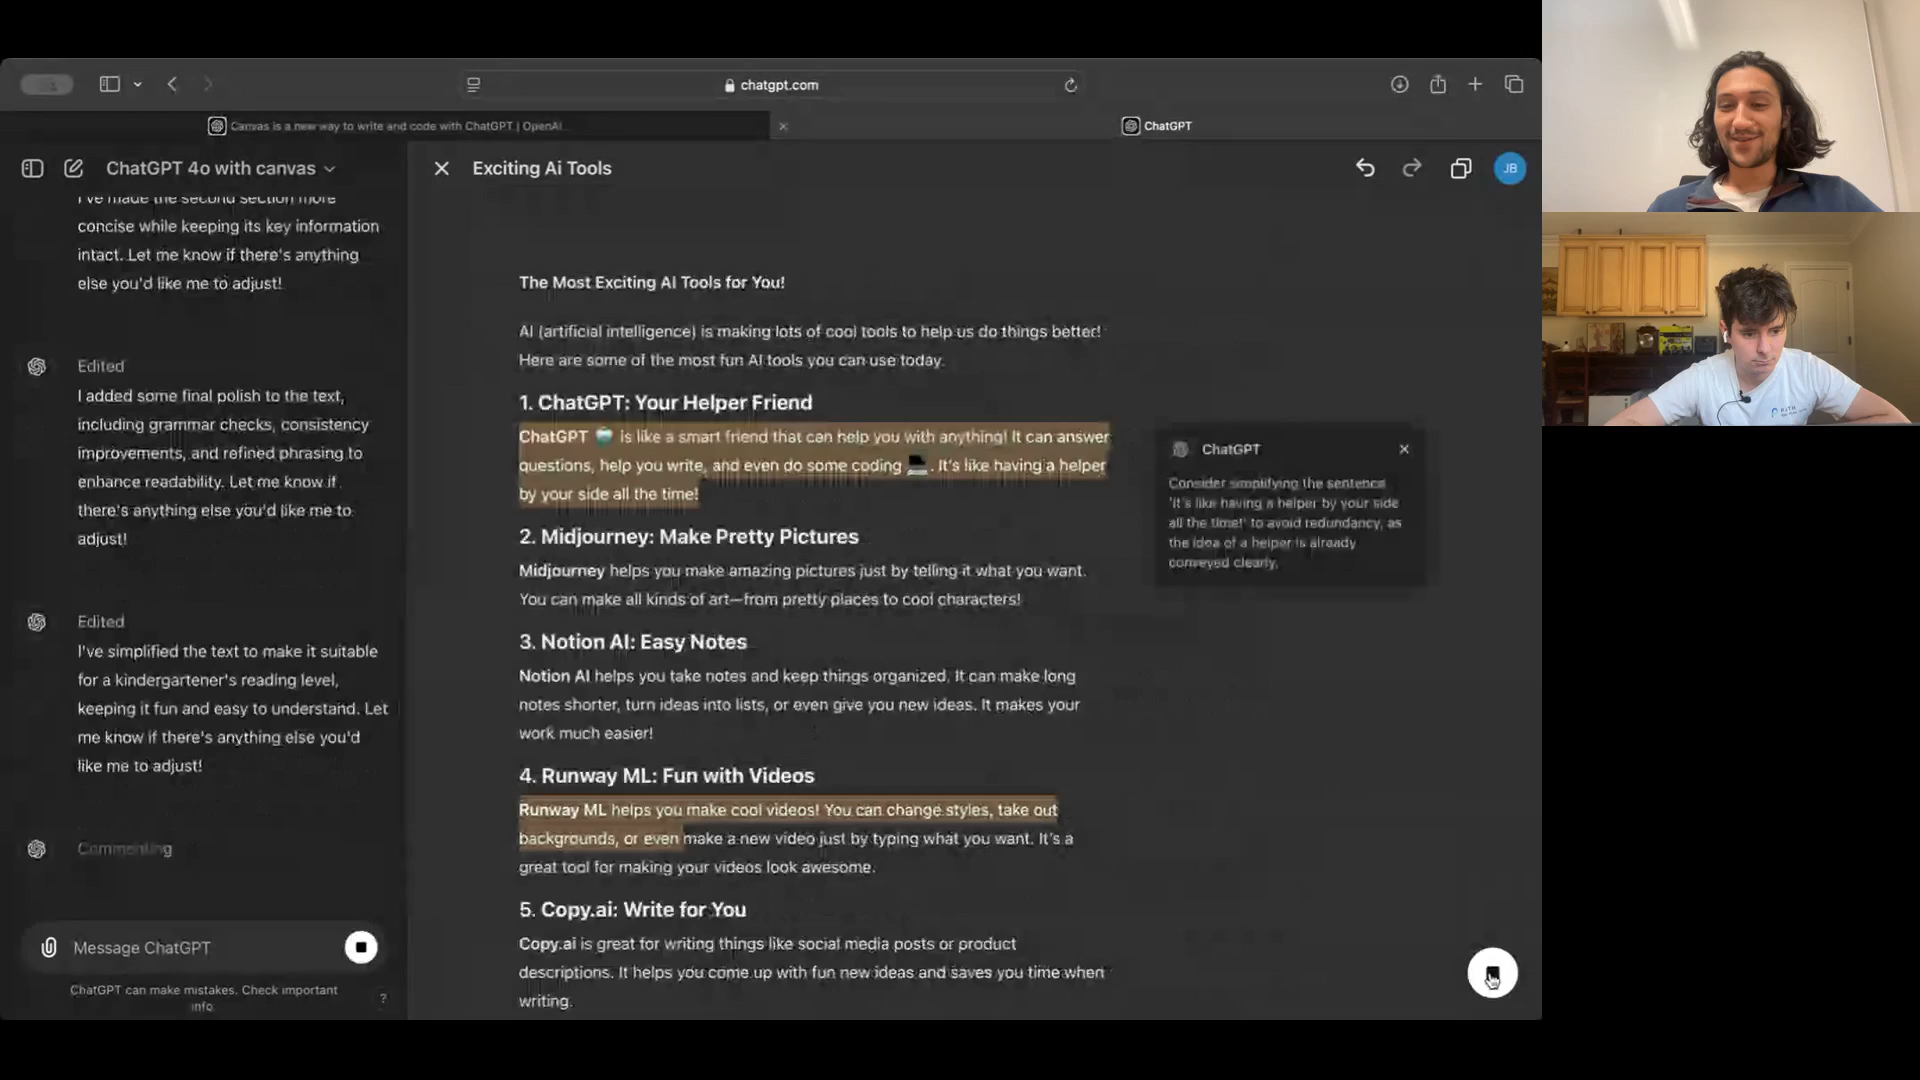 chatgpt.com
Canvas is a new way to write and code with ChatGPT | OpenAI
ChatGPT
ChatGPT 4o with canvas
Exciting Ai Tools
JB
I've made the second section more
concise while keeping its key information
intact. Let me know if there's anything
else you'd like me to adjust!
Edited
I added some final polish to the text,
including grammar checks, consistency
improvements, and refined phrasing to
enhance readability. Let me know if
there's anything else you'd like me to
adjust!
Edited
I've simplified the text to make it suitable
for a kindergartener's reading level,
keeping it fun and easy to understand. Let
me know if there's anything else you'd
like me to adjust!
Commenting
Message ChatGPT
ChatGPT can make mistakes. Check important
info.
?
The Most Exciting AI Tools for You!
AI (artificial intelligence) is making lots of cool tools to help us do things better!
Here are some of the most fun AI tools you can use today.
1. ChatGPT: Your Helper Friend
ChatGPT is like a smart friend that can help you with anything! It can answer
questions, help you write, and even do some coding 💻. It's like having a helper
by your side all the time!
2. Midjourney: Make Pretty Pictures
Midjourney helps you make amazing pictures just by telling it what you want.
You can make all kinds of art—from pretty places to cool characters!
3. Notion AI: Easy Notes
Notion AI helps you take notes and keep things organized. It can make long
notes shorter, turn ideas into lists, or even give you new ideas. It makes your
work much easier!
4. Runway ML: Fun with Videos
Runway ML helps you make cool videos! You can change styles, take out
backgrounds, or even make a new video just by typing what you want. It's a
great tool for making your videos look awesome.
5. Copy.ai: Write for You
Copy.ai is great for writing things like social media posts or product
descriptions. It helps you come up with fun new ideas and saves you time when
writing.
ChatGPT
Consider simplifying the sentence
'It's like having a helper by your side
all the time!' to avoid redundancy, as
the idea of a helper is already
conveyed clearly.